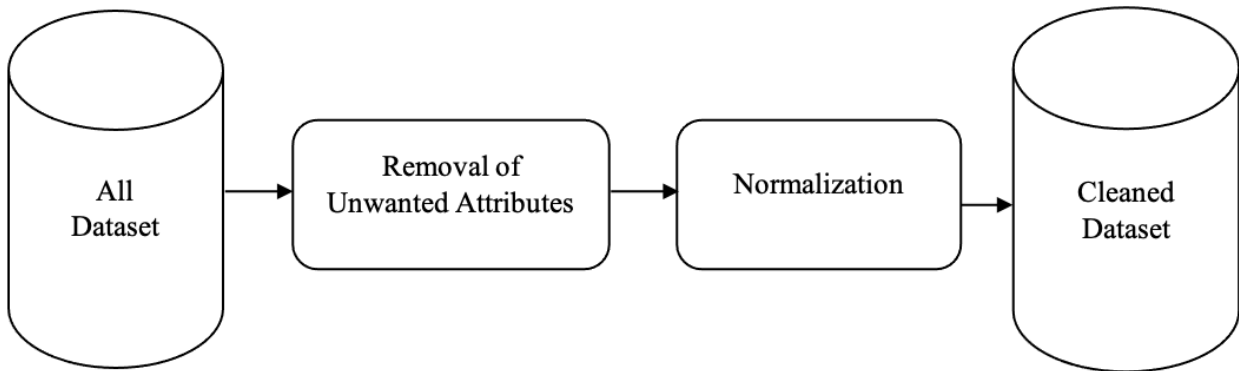 All
Dataset
Removal of
Unwanted Attributes
Normalization
Cleaned
Dataset